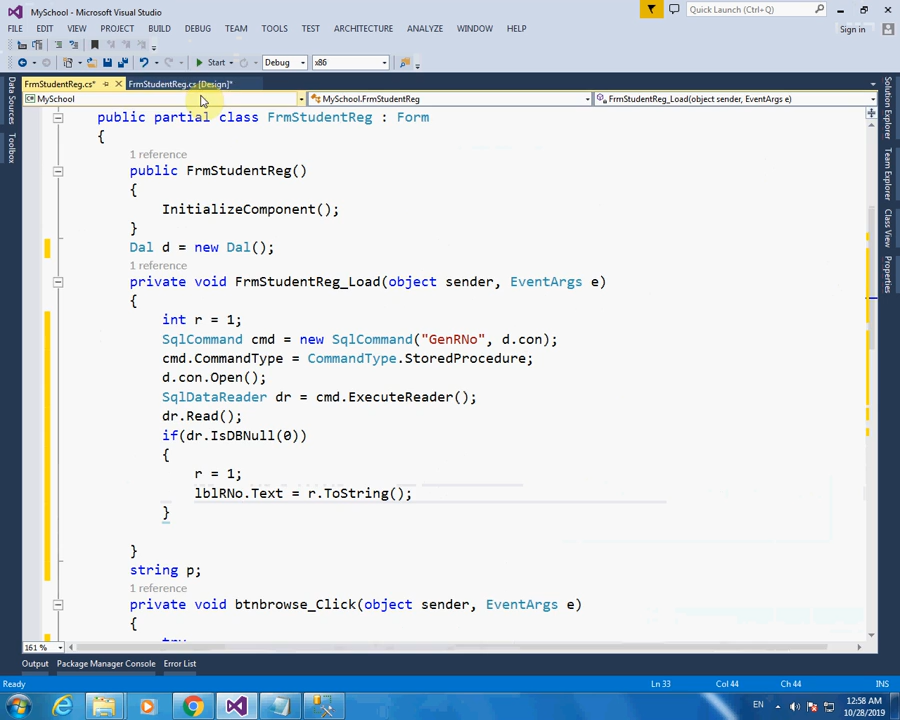 MySchool - Microsoft Visual Studio
Quick Launch (Ctrl+Q)
FILE EDIT VIEW PROJECT BUILD DEBUG TEAM TOOLS TEST ARCHITECTURE ANALYZE WINDOW HELP
Sign in
Start Debug x86
FrmStudentReg.cs* FrmStudentReg.cs [Design]*
MySchool MySchool.FrmStudentReg FrmStudentReg_Load(object sender, EventArgs e)
Data Sources
Toolbox
Solution Explorer
Team Explorer
Class View
Properties
public partial class FrmStudentReg : Form
{
1 reference
public FrmStudentReg()
{
InitializeComponent();
}
Dal d = new Dal();
1 reference
private void FrmStudentReg_Load(object sender, EventArgs e)
{
int r = 1;
SqlCommand cmd = new SqlCommand("GenRNo", d.con);
cmd.CommandType = CommandType.StoredProcedure;
d.con.Open();
SqlDataReader dr = cmd.ExecuteReader();
dr.Read();
if(dr.IsDBNull(0))
{
r = 1;
lblRNo.Text = r.ToString();
}
}
string p;
1 reference
private void btnbrowse_Click(object sender, EventArgs e)
{
try
161 %
Output Package Manager Console Error List
Ready Ln 33 Col 44 Ch 44 INS
EN 12:58 AM
10/28/2019